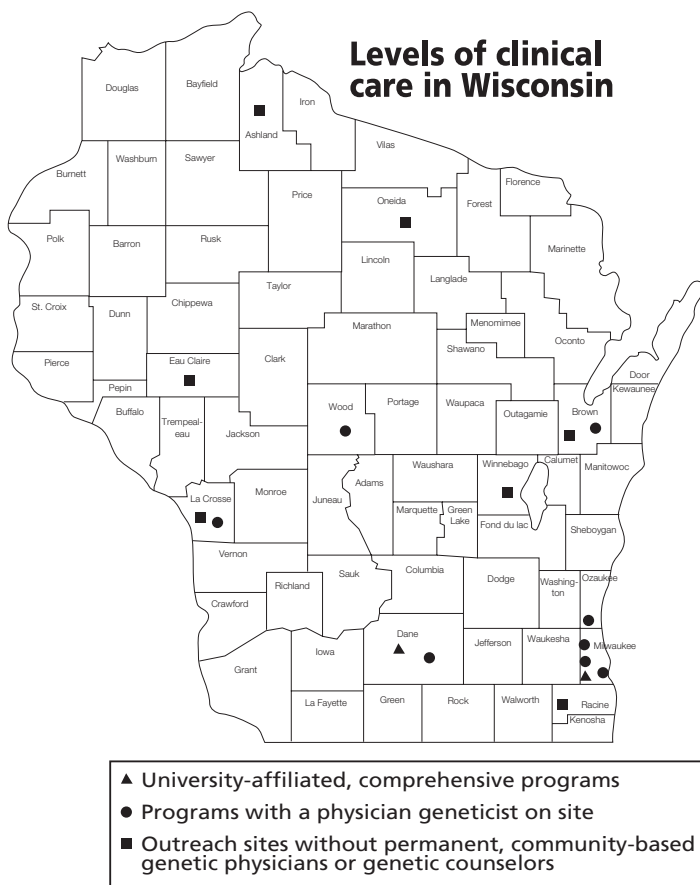 Levels of clinical
care in Wisconsin
Douglas
Bayfield
Iron
Ashland
Vilas
Burnett
Washburn
Sawyer
Florence
Price
Oneida
Forest
Polk
Barron
Rusk
Marinette
Lincoln
Langlade
Taylor
St. Croix
Dunn
Chippewa
Marathon
Menomimee
Oconto
Shawano
Pierce
Eau Claire
Clark
Door
Pepin
Kewaunee
Buffalo
Trempeal-
eau
Jackson
Wood
Portage
Waupaca
Outagamie
Brown
La Crosse
Monroe
Juneau
Adams
Waushara
Winnebago
Calumet
Manitowoc
Marquette
Green
Lake
Fond du lac
Sheboygan
Vernon
Richland
Sauk
Columbia
Dodge
Washing-
ton
Ozaukee
Crawford
Iowa
Dane
Jefferson
Waukesha
Milwaukee
Grant
La Fayette
Green
Rock
Walworth
Racine
Kenosha
University-affiliated, comprehensive programs
Programs with a physician geneticist on site
Outreach sites without permanent, community-based
genetic physicians or genetic counselors